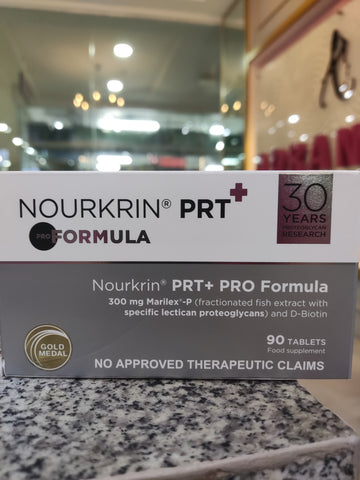 NOURKRIN® PRT+
PRO FORMULA
30
YEARS
PROTEOGLYCAN
RESEARCH
Nourkrin® PRT+ PRO Formula
300 mg Marilex®-P (fractionated fish extract with
specific lectican proteoglycans) and D-Biotin
90 TABLETS
Food supplement
GOLD
MEDAL
NO APPROVED THERAPEUTIC CLAIMS